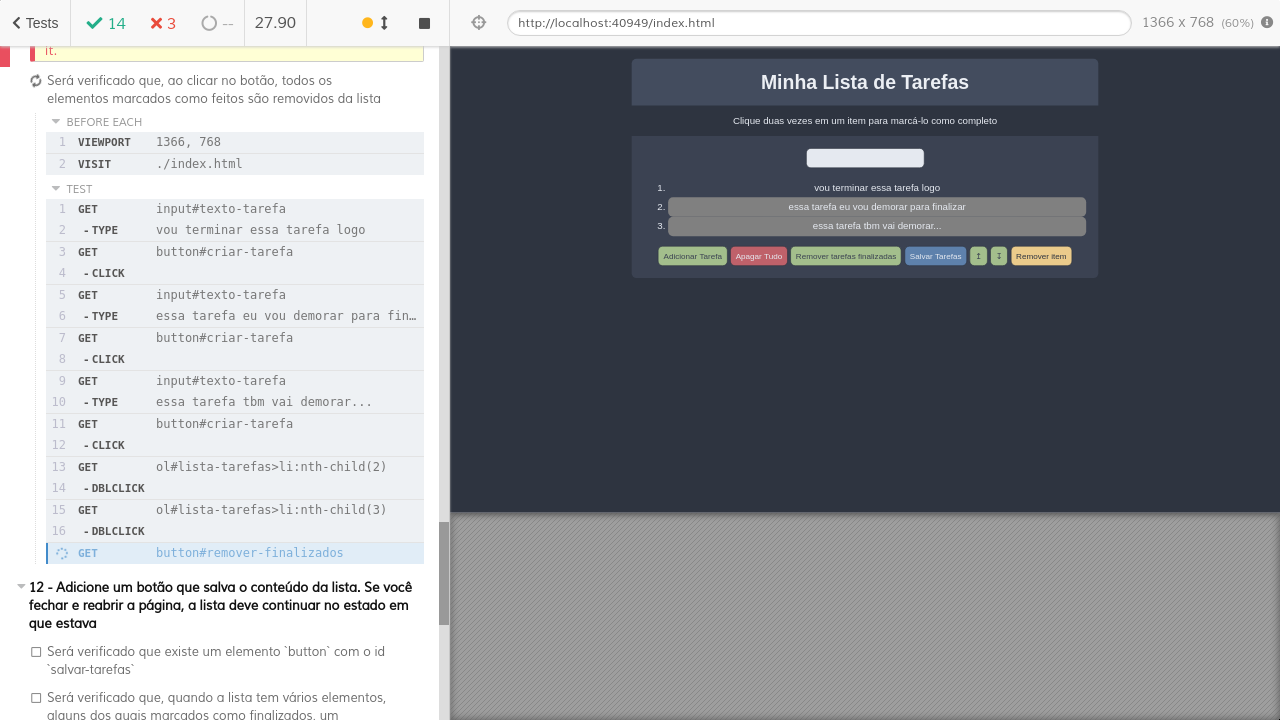 Tests
14
3
--
27.90
http://localhost:40949/index.html
1366 x 768 (60%)
it.
Será verificado que, ao clicar no botão, todos os
elementos marcados como feitos são removidos da lista
BEFORE EACH
1 VIEWPORT 1366, 768
2 VISIT ./index.html
TEST
1 GET input#texto-tarefa
2 -TYPE vou terminar essa tarefa logo
3 GET button#criar-tarefa
4 -CLICK
5 GET input#texto-tarefa
6 -TYPE essa tarefa eu vou demorar para fin…
7 GET button#criar-tarefa
8 -CLICK
9 GET input#texto-tarefa
10 -TYPE essa tarefa tbm vai demorar...
11 GET button#criar-tarefa
12 -CLICK
13 GET ol#lista-tarefas>li:nth-child(2)
14 -DBLCLICK
15 GET ol#lista-tarefas>li:nth-child(3)
16 -DBLCLICK
GET button#remover-finalizados
12 - Adicione um botão que salva o conteúdo da lista. Se você
fechar e reabrir a página, a lista deve continuar no estado em
que estava
Será verificado que existe um elemento `button` com o id
`salvar-tarefas`
Será verificado que, quando a lista tem vários elementos,
alguns dos quais marcados como finalizados, um
Minha Lista de Tarefas
Clique duas vezes em um item para marcá-lo como completo
1. vou terminar essa tarefa logo
2. essa tarefa eu vou demorar para finalizar
3. essa tarefa tbm vai demorar...
Adicionar Tarefa Apagar Tudo Remover tarefas finalizadas Salvar Tarefas ↥ ↧ Remover item